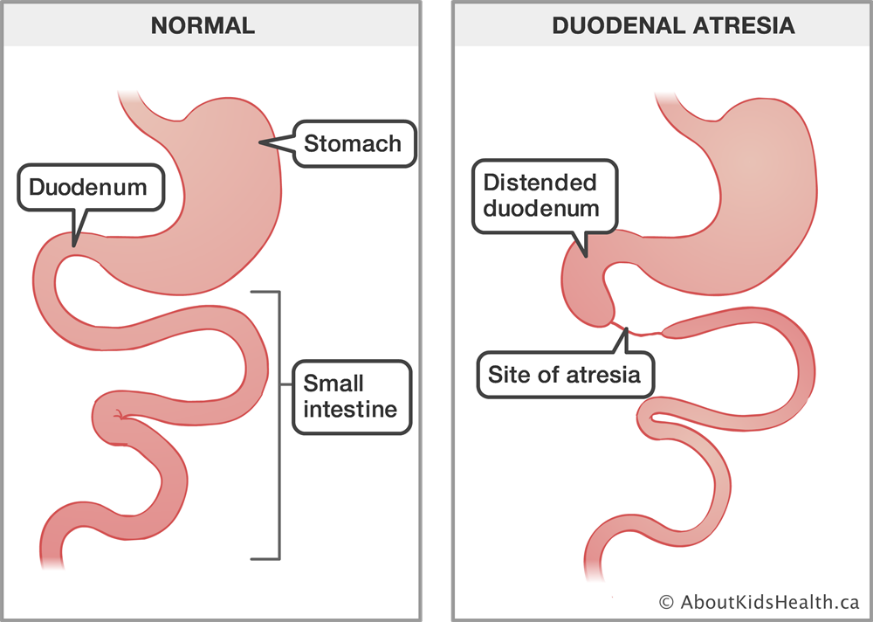 NORMAL
Stomach
Duodenum
Small
intestine
DUODENAL ATRESIA
Distended
duodenum
Site of atresia
© AboutKidsHealth.ca